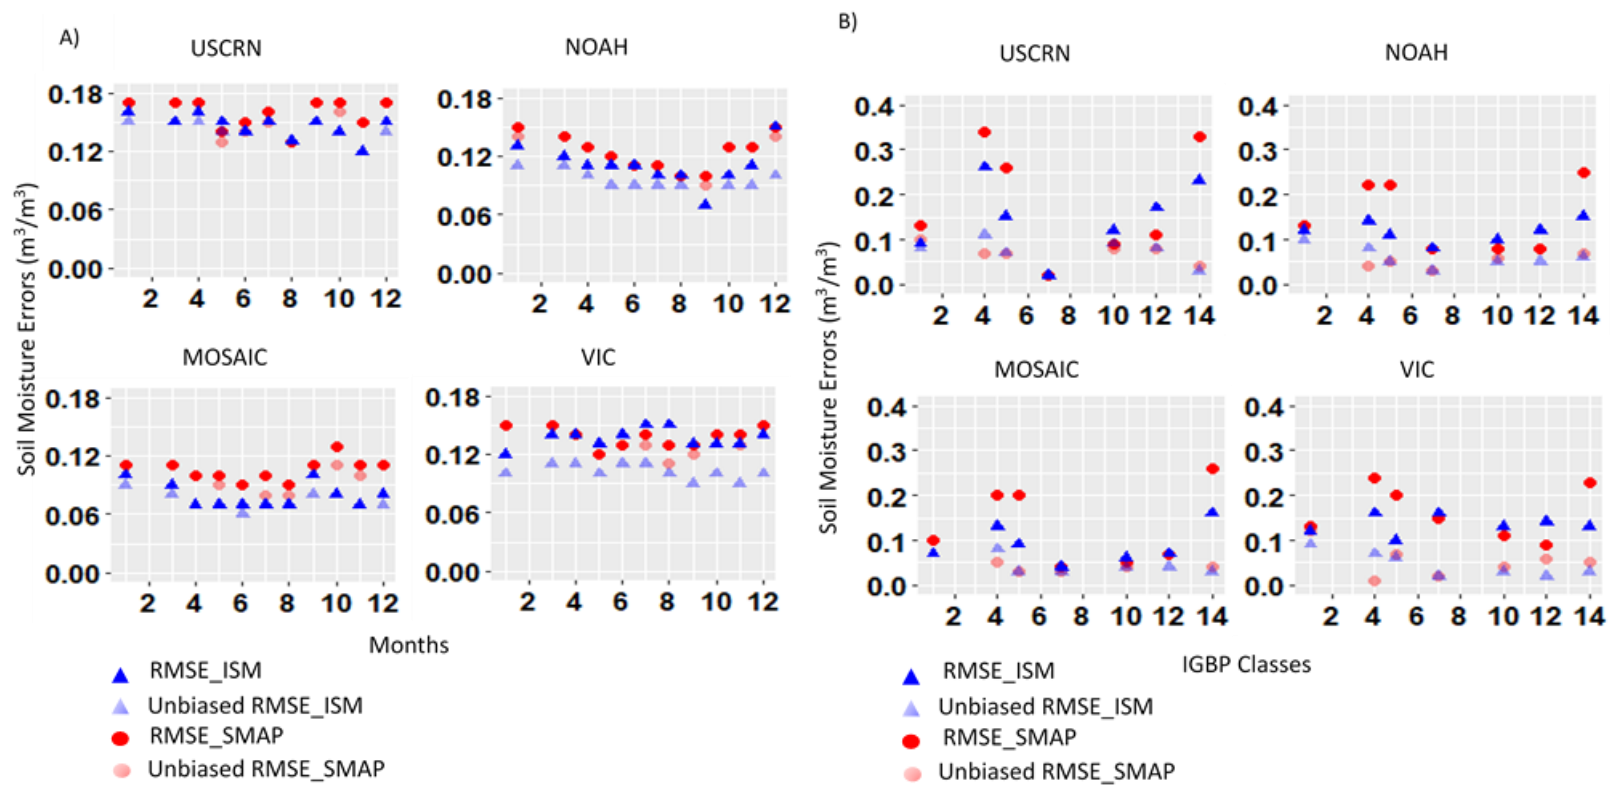 A)
B)
USCRN
NOAH
USCRN
NOAH
0.18
0.12
0.06
0.00
2 4 6 8 10 12
0.18
0.12
0.06
0.00
2 4 6 8 10 12
0.4
0.3
0.2
0.1
0.0
2 4 6 8 10 12 14
0.4
0.3
0.2
0.1
0.0
2 4 6 8 10 12 14
Soil Moisture Errors (m³/m³)
Soil Moisture Errors (m³/m³)
MOSAIC
VIC
MOSAIC
VIC
0.18
0.12
0.06
0.00
2 4 6 8 10 12
0.18
0.12
0.06
0.00
2 4 6 8 10 12
0.4
0.3
0.2
0.1
0.0
2 4 6 8 10 12 14
0.4
0.3
0.2
0.1
0.0
2 4 6 8 10 12 14
Months
IGBP Classes
RMSE_ISM
Unbiased RMSE_ISM
RMSE_SMAP
Unbiased RMSE_SMAP
RMSE_ISM
Unbiased RMSE_ISM
RMSE_SMAP
Unbiased RMSE_SMAP